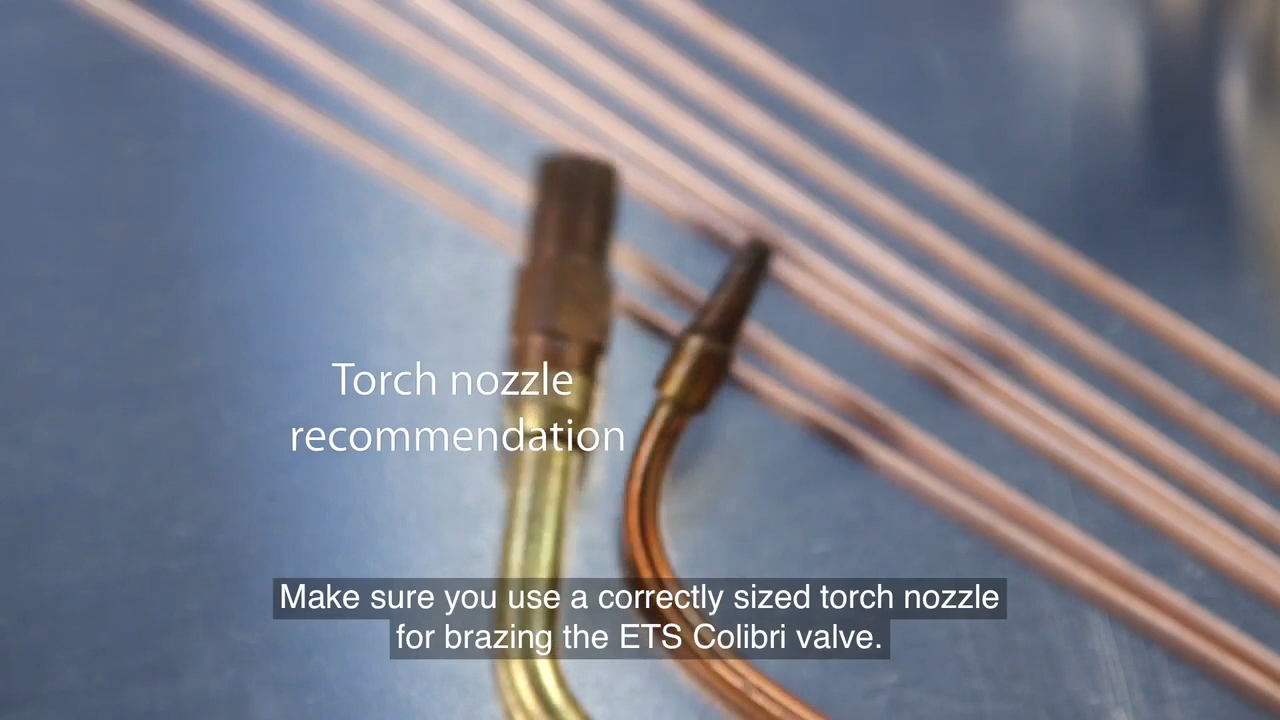 Torch nozzle
recommendation
Make sure you use a correctly sized torch nozzle
for brazing the ETS Colibri valve.